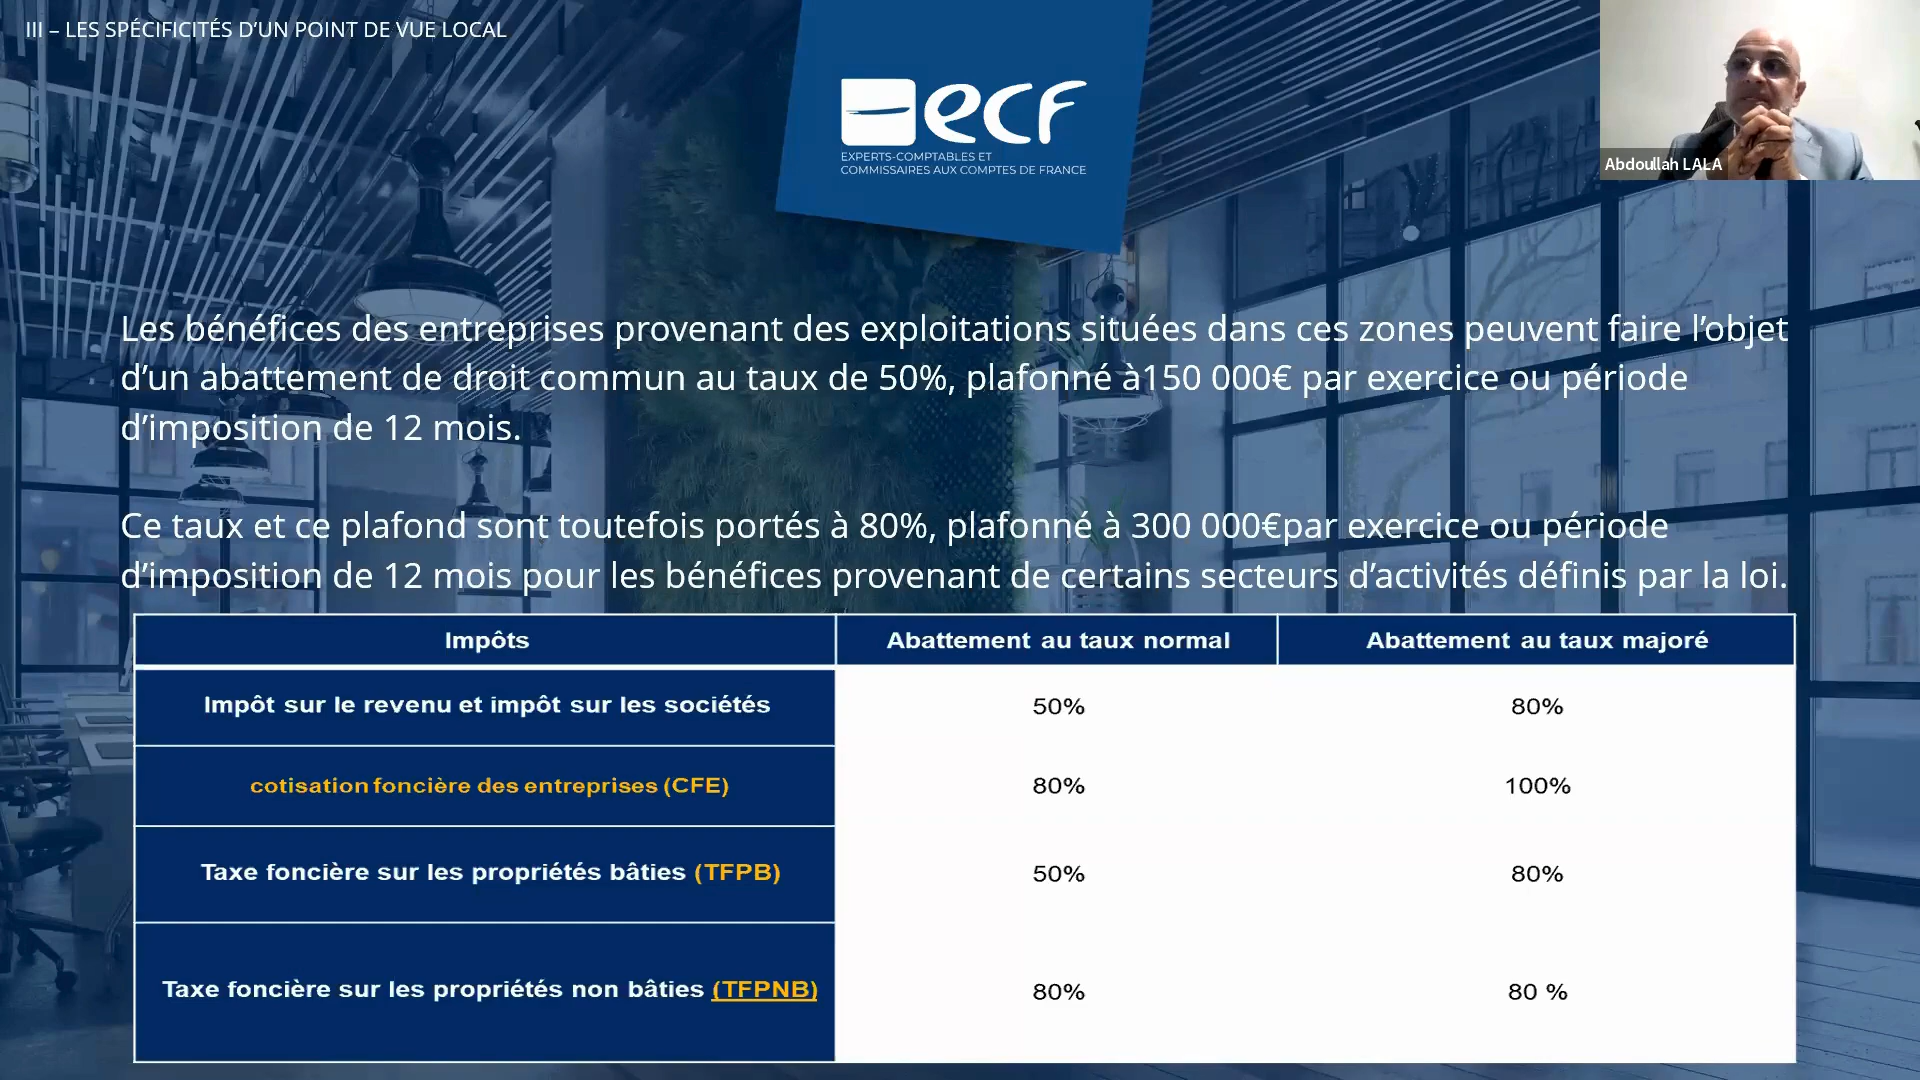 III – LES SPÉCIFICITÉS D’UN POINT DE VUE LOCAL
ecf
EXPERTS-COMPTABLES ET
COMMISSAIRES AUX COMPTES DE FRANCE
Abdoullah LALA
Les bénéfices des entreprises provenant des exploitations situées dans ces zones peuvent faire l’objet
d’un abattement de droit commun au taux de 50%, plafonné à150 000€ par exercice ou période
d’imposition de 12 mois.
Ce taux et ce plafond sont toutefois portés à 80%, plafonné à 300 000€par exercice ou période
d’imposition de 12 mois pour les bénéfices provenant de certains secteurs d’activités définis par la loi.
Impôts Abattement au taux normal Abattement au taux majoré
Impôt sur le revenu et impôt sur les sociétés 50% 80%
cotisation foncière des entreprises (CFE) 80% 100%
Taxe foncière sur les propriétés bâties (TFPB) 50% 80%
Taxe foncière sur les propriétés non bâties (TFPNB) 80% 80 %